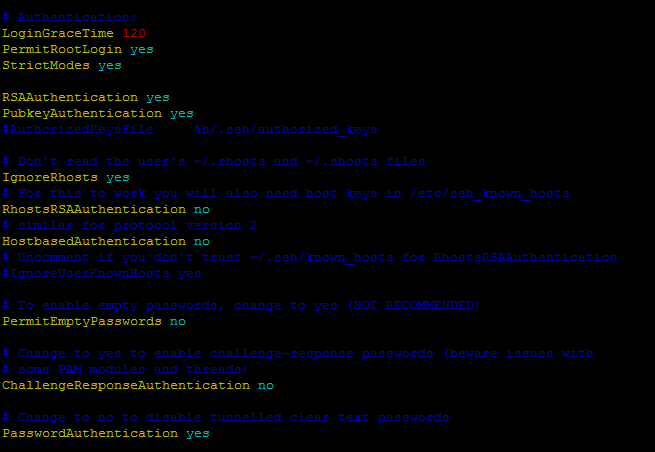 # Authentication:
LoginGraceTime 120
PermitRootLogin yes
StrictModes yes
RSAAuthentication yes
PubkeyAuthentication yes
#AuthorizedKeysFile     %h/.ssh/authorized_keys
# Don't read the user's ~/.rhosts and ~/.shosts files
IgnoreRhosts yes
# For this to work you will also need host keys in /etc/ssh_known_hosts
RhostsRSAAuthentication no
# similar for protocol version 2
HostbasedAuthentication no
# Uncomment if you don't trust ~/.ssh/known_hosts for RhostsRSAAuthentication
#IgnoreUserKnownHosts yes
# To enable empty passwords, change to yes (NOT RECOMMENDED)
PermitEmptyPasswords no
# Change to yes to enable challenge-response passwords (beware issues with
# some PAM modules and threads)
ChallengeResponseAuthentication no
# Change to no to disable tunnelled clear text passwords
PasswordAuthentication yes